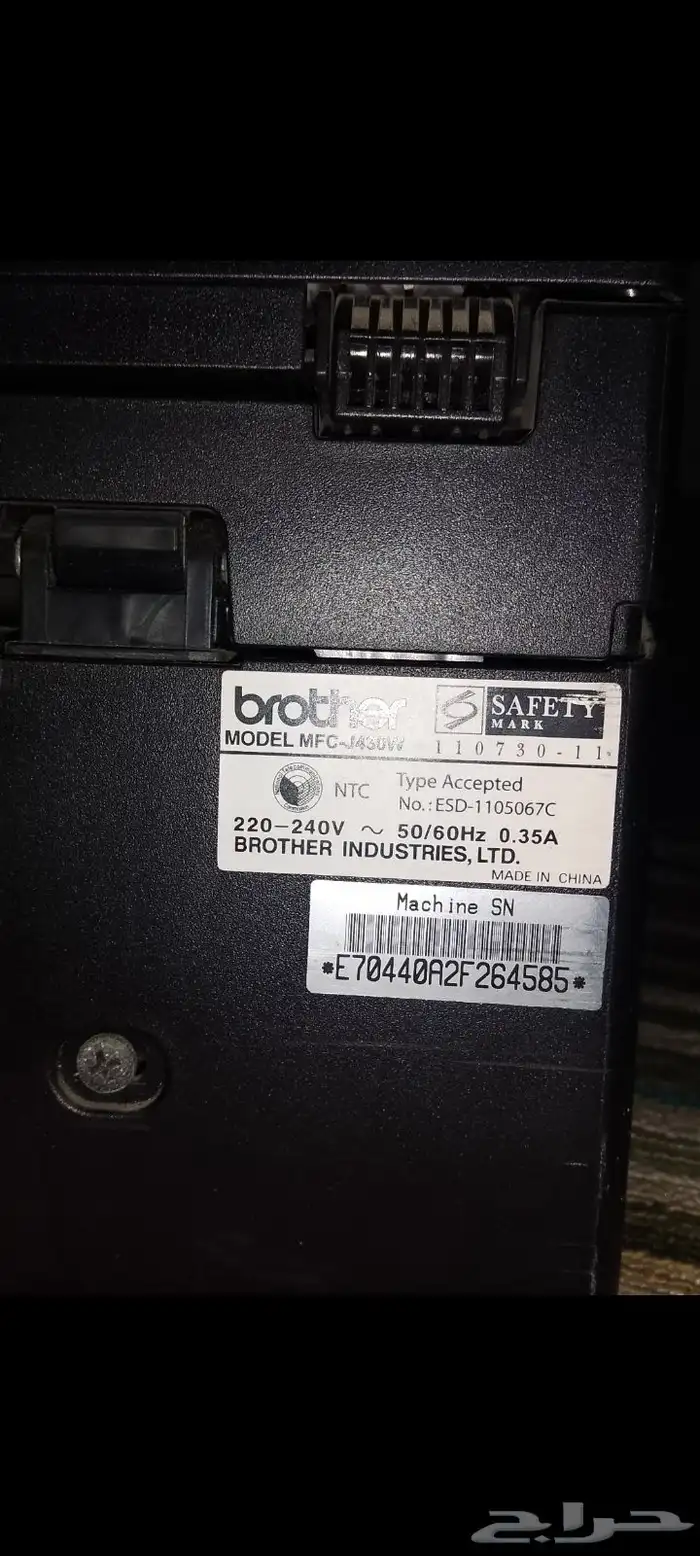 brother
SAFETY
MARK
MODEL MFC-J430W
110730-11
NTC
Type Accepted
No.: ESD-1105067C
220-240V ~ 50/60Hz 0.35A
BROTHER INDUSTRIES, LTD.
MADE IN CHINA
Machine SN
*E70440A2F264585*
حراج